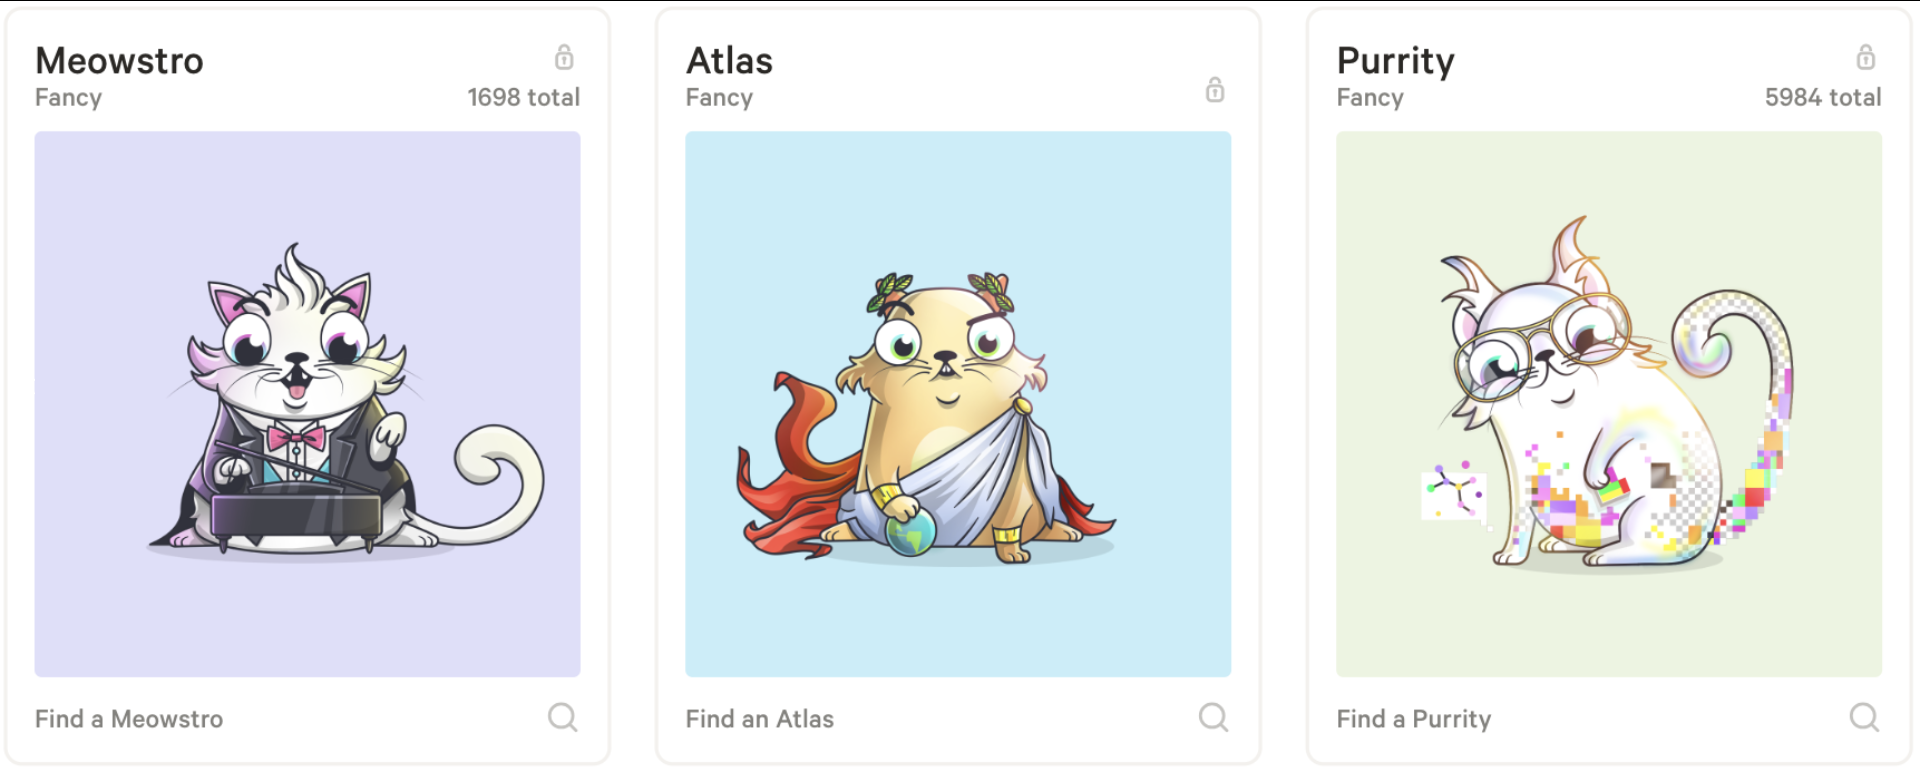 Meowstro
Fancy
1698 total
Find a Meowstro
Atlas
Fancy
Find an Atlas
Purrity
Fancy
5984 total
Find a Purrity